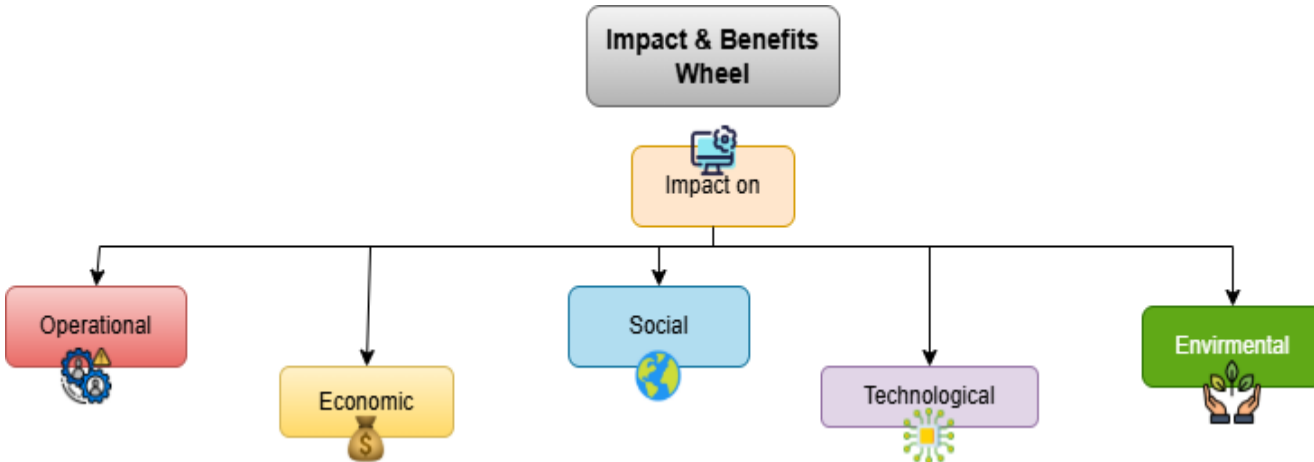 Impact & Benefits
Wheel
Impact on
Operational
Economic
Social
Technological
Envirmental